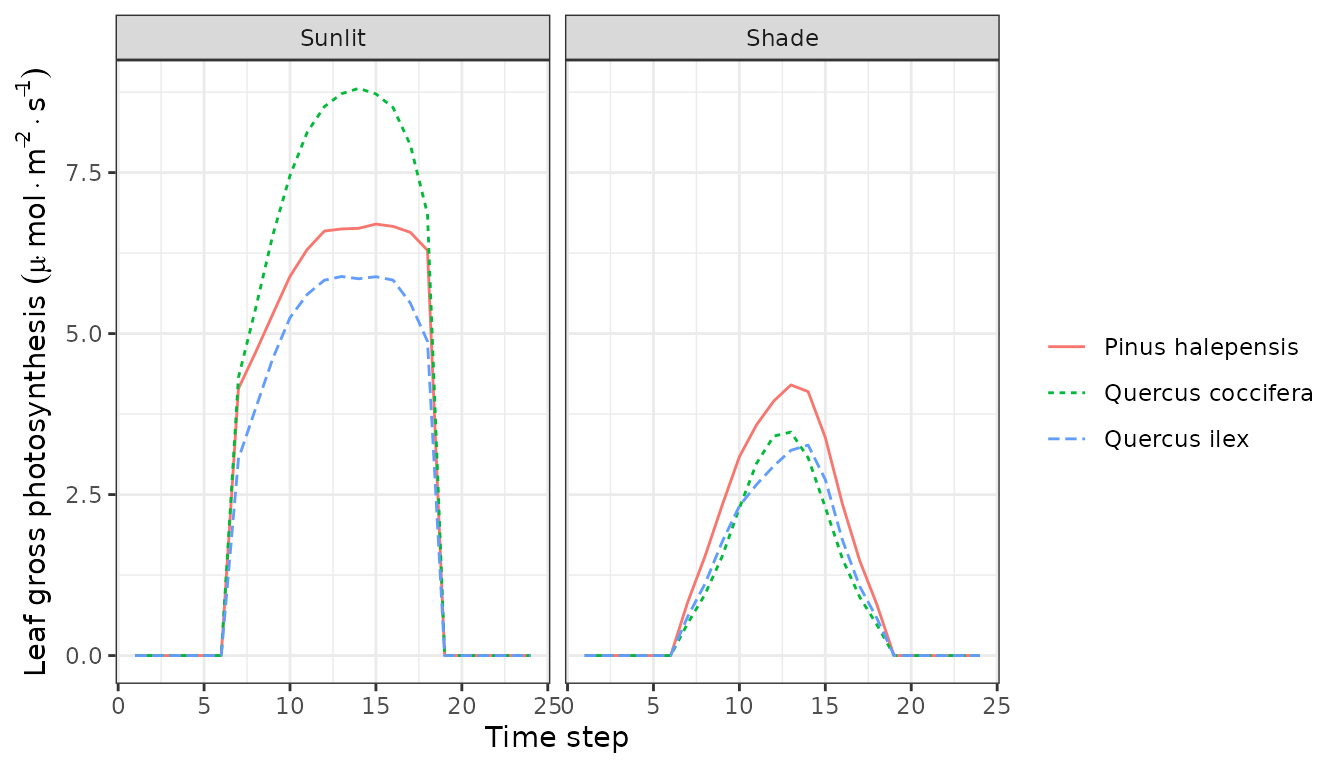 Sunlit Shade
Leaf gross photosynthesis (μ mol · m⁻² · s⁻¹)
7.5
5.0
2.5
0.0
0 5 10 15 20 25 0 5 10 15 20 25
Time step
Pinus halepensis
Quercus coccifera
Quercus ilex